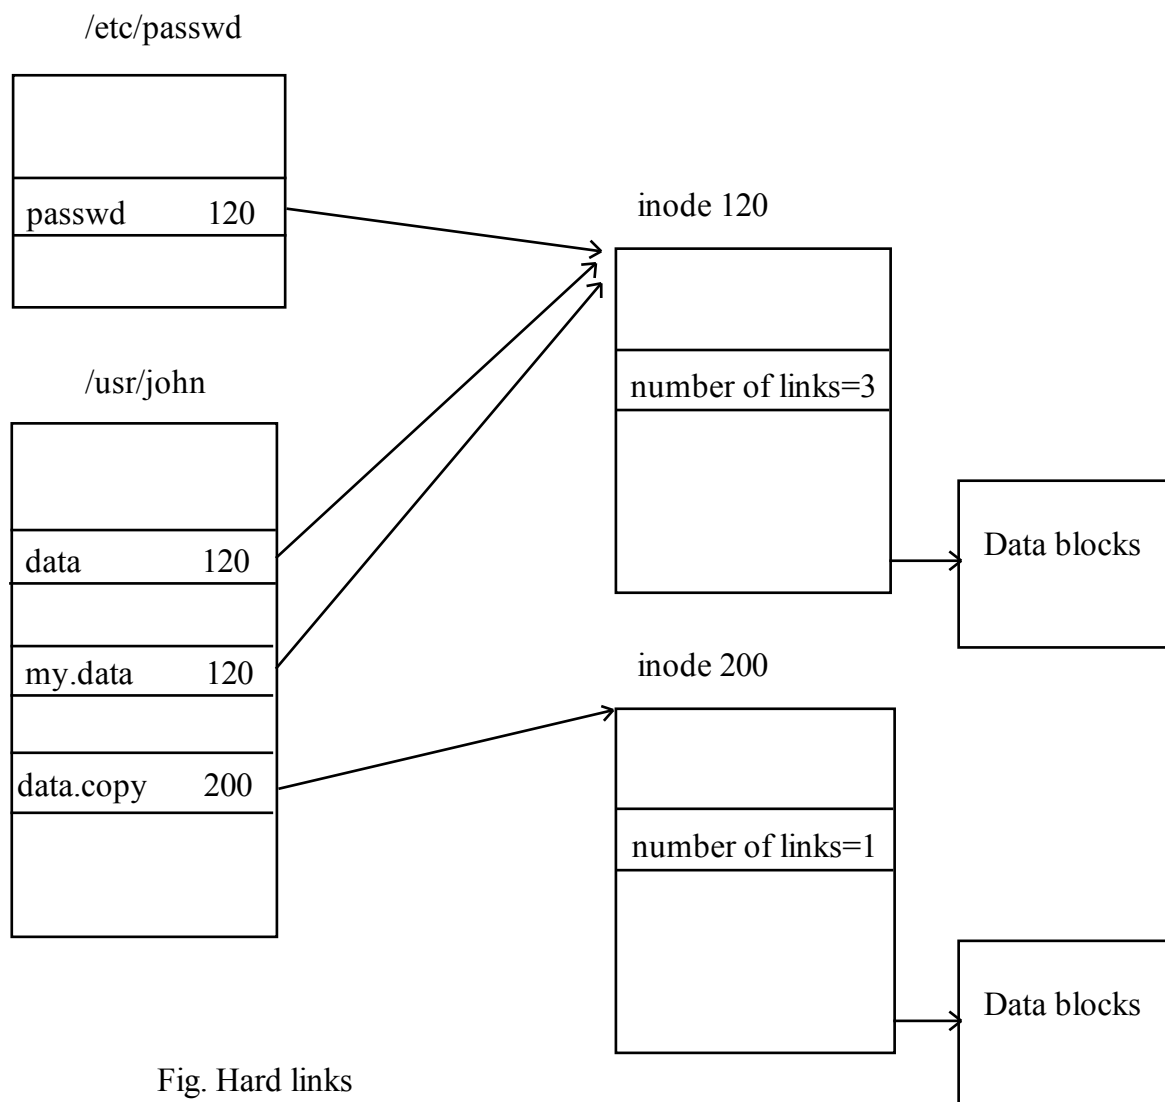 /etc/passwd
passwd 120
/usr/john
data 120
my.data 120
data.copy 200
inode 120
number of links=3
Data blocks
inode 200
number of links=1
Data blocks
Fig. Hard links